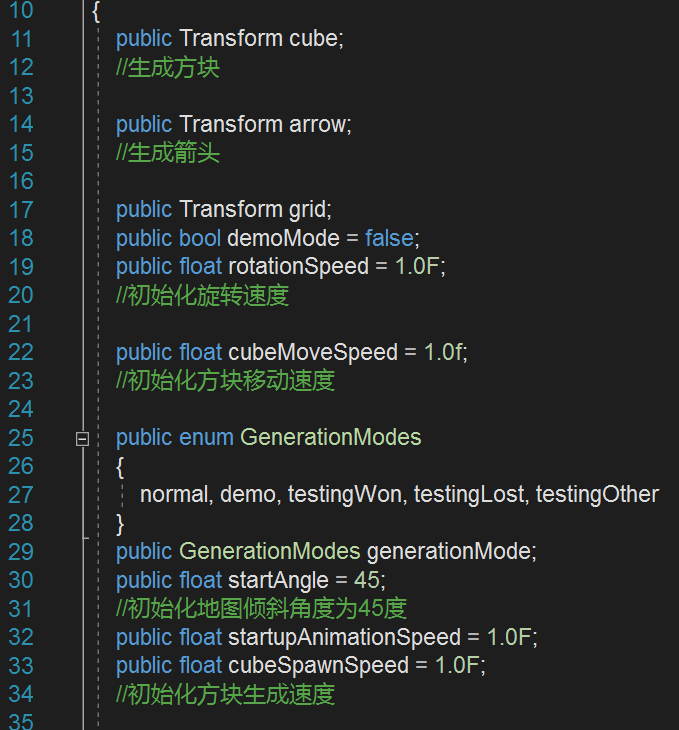 10 {
11 public Transform cube;
12 //生成方块
13
14 public Transform arrow;
15 //生成箭头
16
17 public Transform grid;
18 public bool demoMode = false;
19 public float rotationSpeed = 1.0F;
20 //初始化旋转速度
21
22 public float cubeMoveSpeed = 1.0f;
23 //初始化方块移动速度
24
25 public enum GenerationModes
26 {
27 normal, demo, testingWon, testingLost, testingOther
28 }
29 public GenerationModes generationMode;
30 public float startAngle = 45;
31 //初始化地图倾斜角度为45度
32 public float startupAnimationSpeed = 1.0F;
33 public float cubeSpawnSpeed = 1.0F;
34 //初始化方块生成速度
35